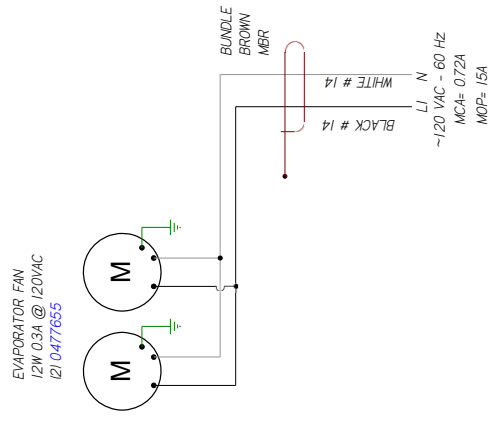 EVAPORATOR FAN
12W 0.3A @ 120VAC
(2) 0477655
M
M
BUNDLE
BROWN
MBR
WHITE # 14
BLACK # 14
L1 N
~120 VAC - 60 Hz
MCA= 0.72A
MOP= 15A